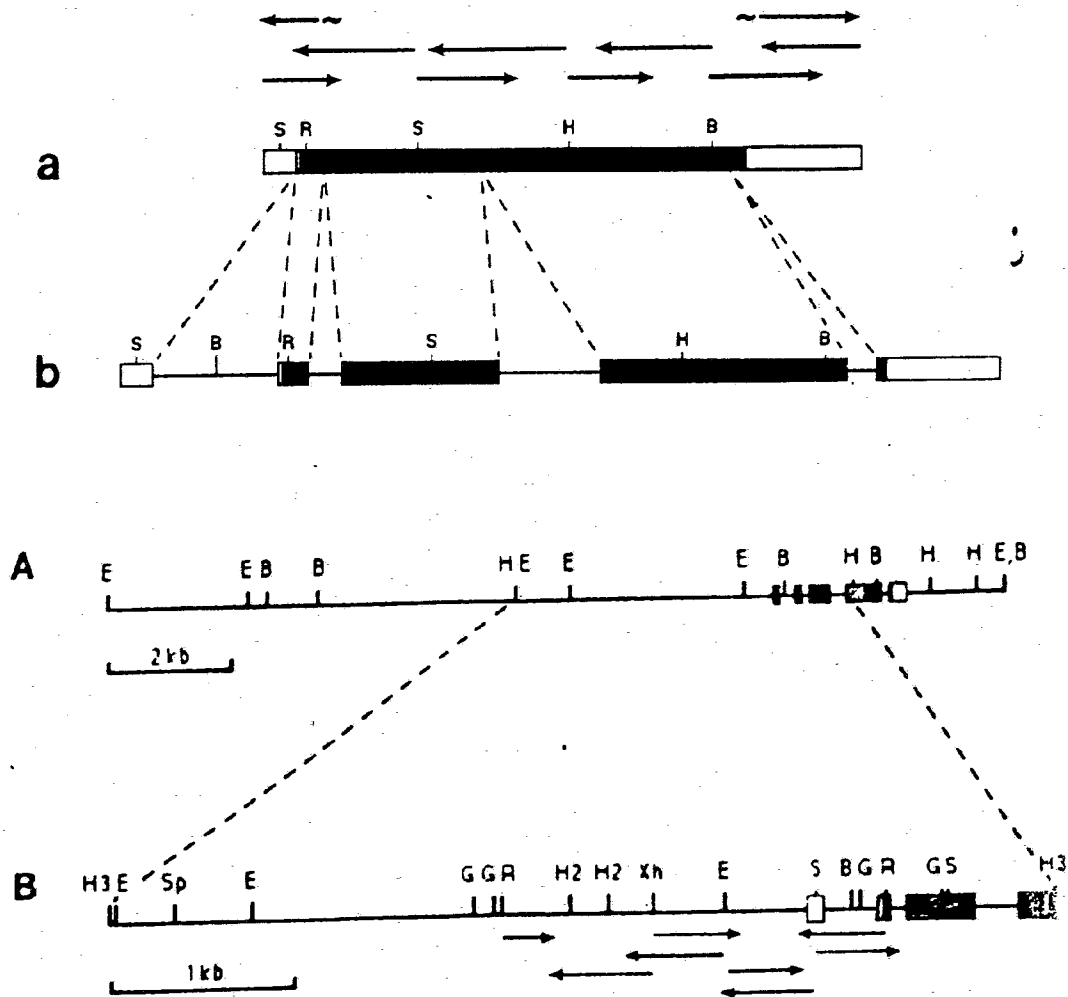 ~ ~
S R S H B
a
S B R S H B
b
A
E E B B H E E E B H B H H E,B
2 kb
B
H3 E Sp E G G R H2 H2 Xh E S B G R G S H3
1 kb